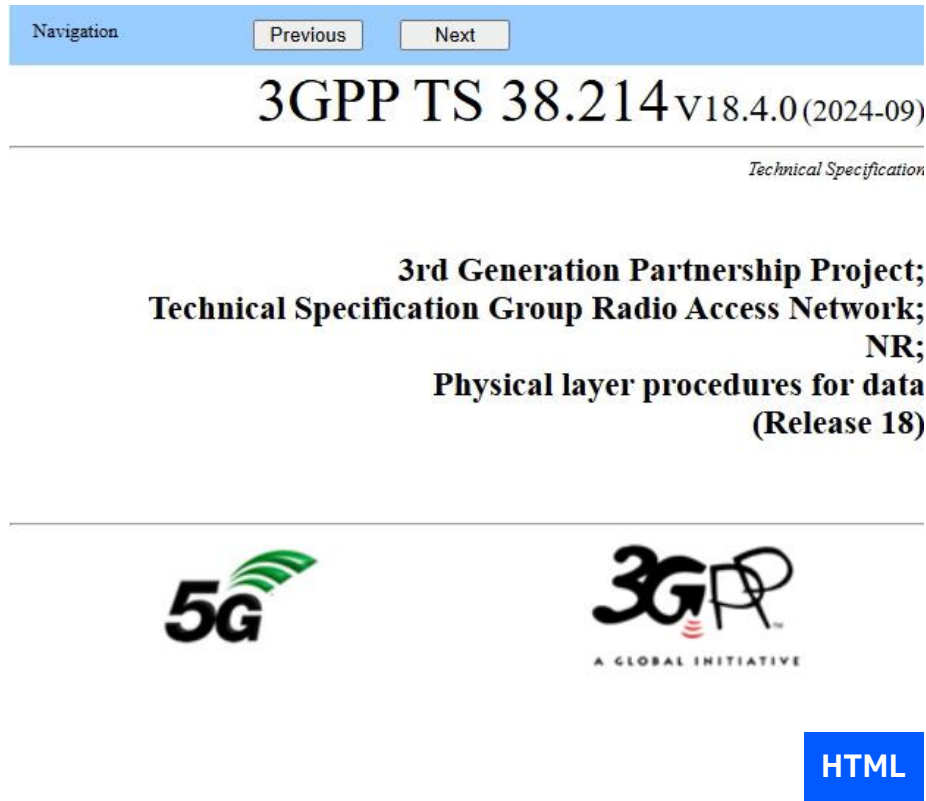 Navigation
Previous
Next
3GPP TS 38.214 V18.4.0 (2024-09)
Technical Specification
3rd Generation Partnership Project;
Technical Specification Group Radio Access Network;
NR;
Physical layer procedures for data
(Release 18)
5G
3GPP™
A GLOBAL INITIATIVE
HTML